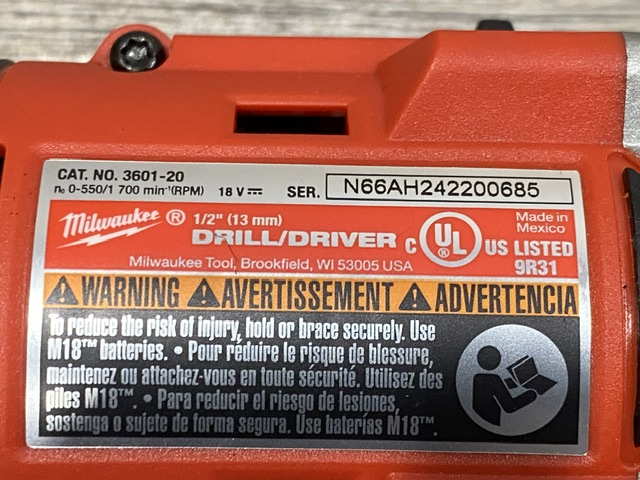 CAT. NO. 3601-20
n₀ 0-550/1 700 min⁻¹(RPM) 18 V ⎓ SER. N66AH242200685
Milwaukee ® 1/2" (13 mm)
DRILL/DRIVER
Milwaukee Tool, Brookfield, WI 53005 USA
C UL ® US LISTED
9R31
Made in
Mexico
WARNING AVERTISSEMENT ADVERTENCIA
To reduce the risk of injury, hold or brace securely. Use
M18™ batteries. • Pour réduire le risque de blessure,
maintenez ou attachez-vous en toute sécurité. Utilisez des
piles M18™. • Para reducir el riesgo de lesiones,
sostenga o sujete de forma segura. Use baterías M18™.